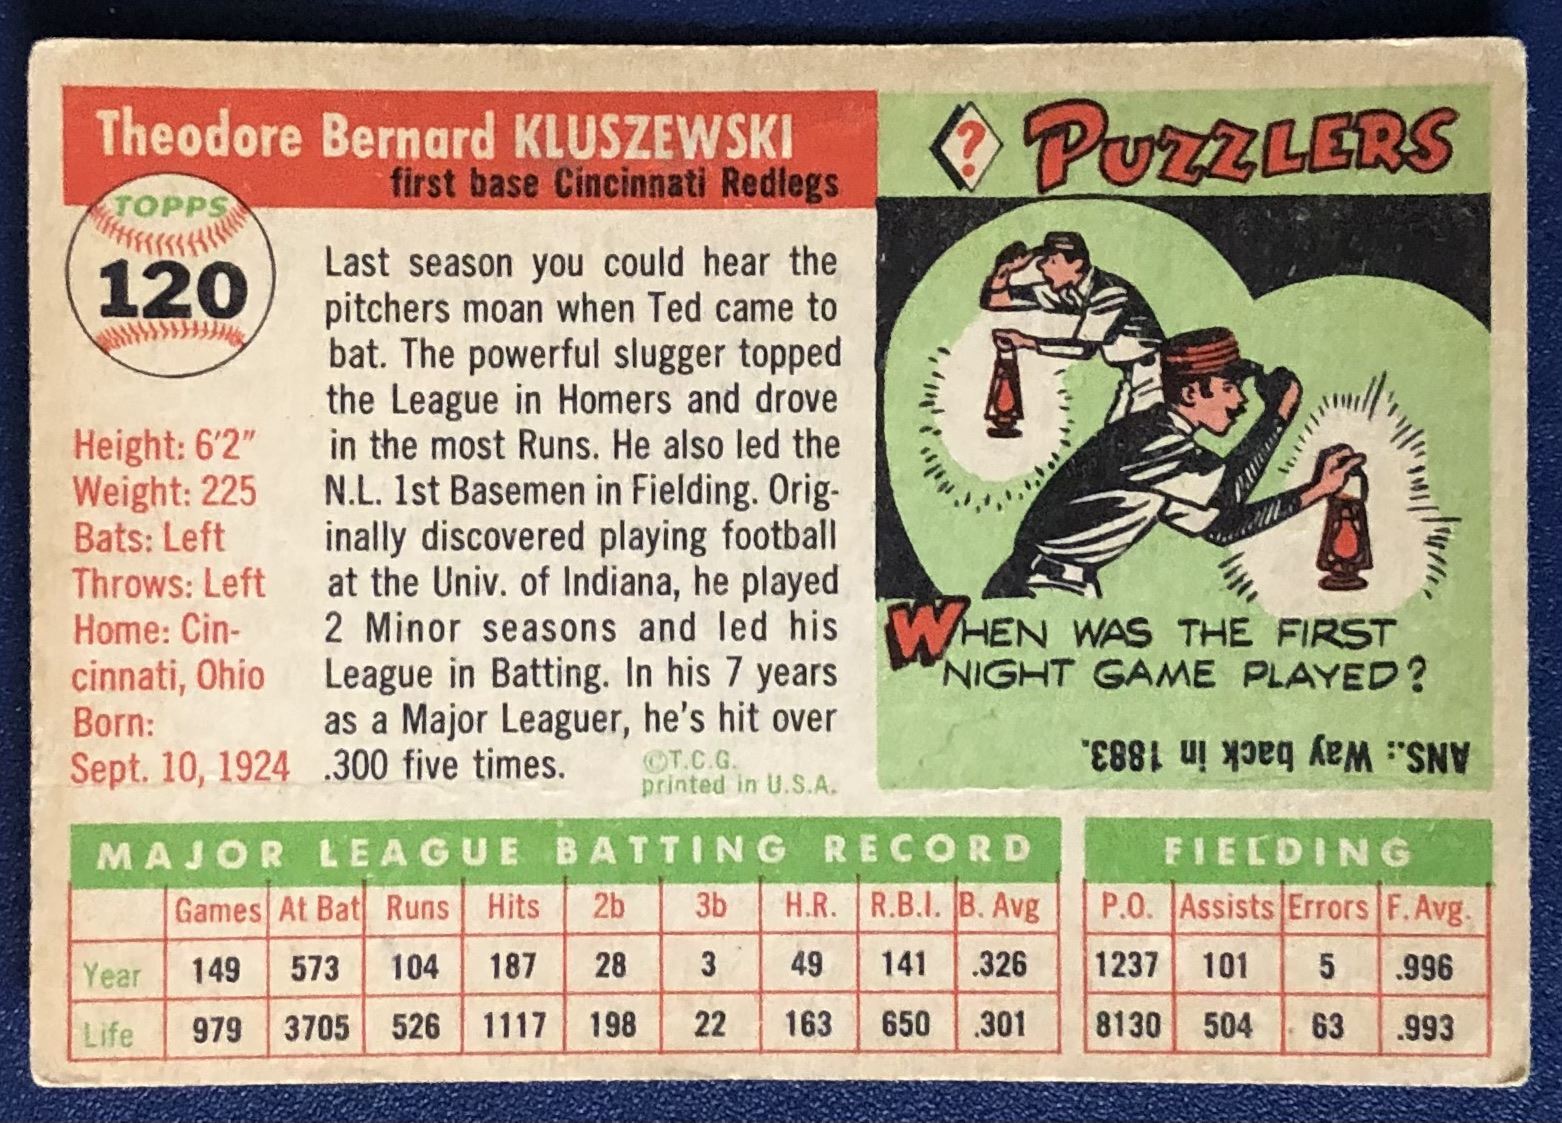 Theodore Bernard KLUSZEWSKI
first base Cincinnati Redlegs
TOPPS
120
Height: 6'2"
Weight: 225
Bats: Left
Throws: Left
Home: Cin-
cinnati, Ohio
Born:
Sept. 10, 1924
Last season you could hear the
pitchers moan when Ted came to
bat. The powerful slugger topped
the League in Homers and drove
in the most Runs. He also led the
N.L. 1st Basemen in Fielding. Orig-
inally discovered playing football
at the Univ. of Indiana, he played
2 Minor seasons and led his
League in Batting. In his 7 years
as a Major Leaguer, he's hit over
.300 five times.
©T.C.G.
printed in U.S.A.
? PUZZLERS
WHEN WAS THE FIRST
NIGHT GAME PLAYED?
ANS.: Way back in 1883.
MAJOR LEAGUE BATTING RECORD
Games At Bat Runs Hits 2b 3b H.R. R.B.I. B. Avg
Year 149 573 104 187 28 3 49 141 .326
Life 979 3705 526 1117 198 22 163 650 .301
FIELDING
P.O. Assists Errors F. Avg.
1237 101 5 .996
8130 504 63 .993